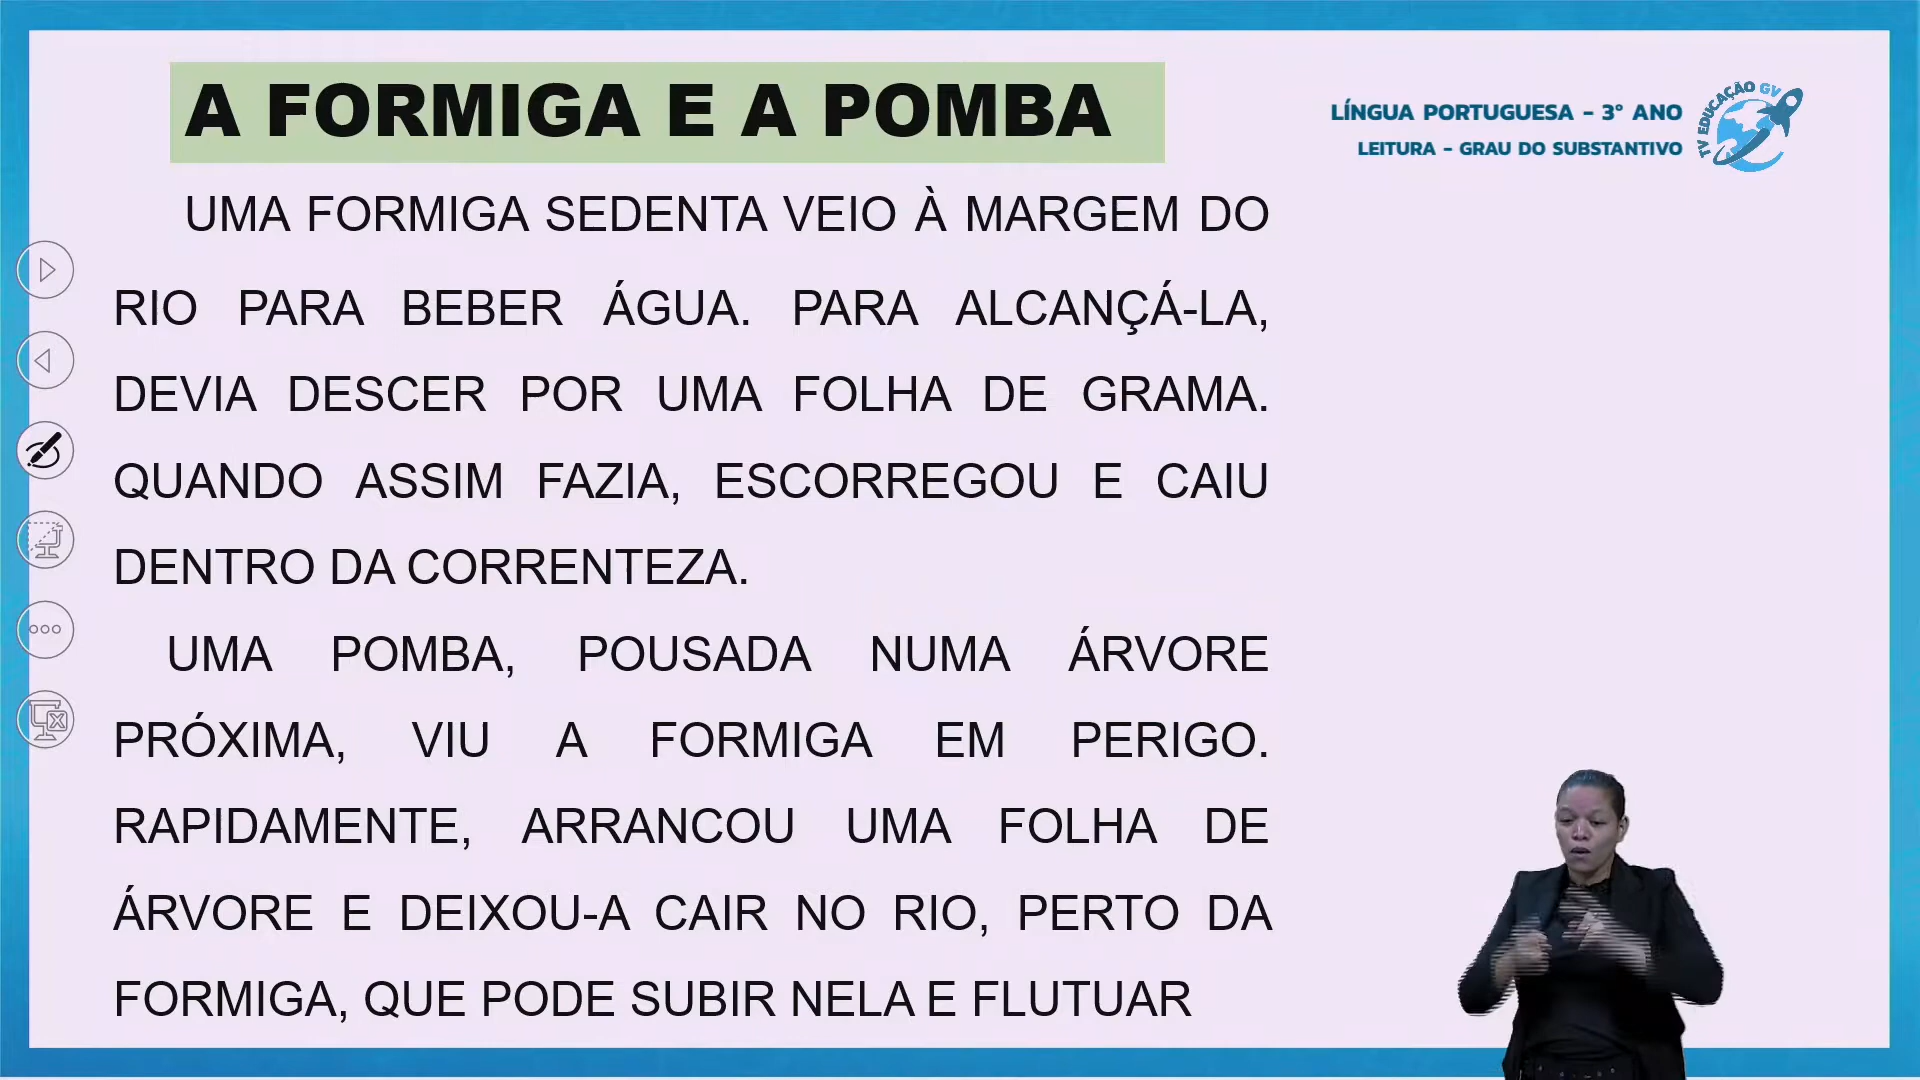 A FORMIGA E A POMBA
LÍNGUA PORTUGUESA – 3º ANO
LEITURA – GRAU DO SUBSTANTIVO
TV EDUCAÇÃO GV
UMA FORMIGA SEDENTA VEIO À MARGEM DO
RIO PARA BEBER ÁGUA. PARA ALCANÇÁ-LA,
DEVIA DESCER POR UMA FOLHA DE GRAMA.
QUANDO ASSIM FAZIA, ESCORREGOU E CAIU
DENTRO DA CORRENTEZA.
UMA POMBA, POUSADA NUMA ÁRVORE
PRÓXIMA, VIU A FORMIGA EM PERIGO.
RAPIDAMENTE, ARRANCOU UMA FOLHA DE
ÁRVORE E DEIXOU-A CAIR NO RIO, PERTO DA
FORMIGA, QUE PODE SUBIR NELA E FLUTUAR